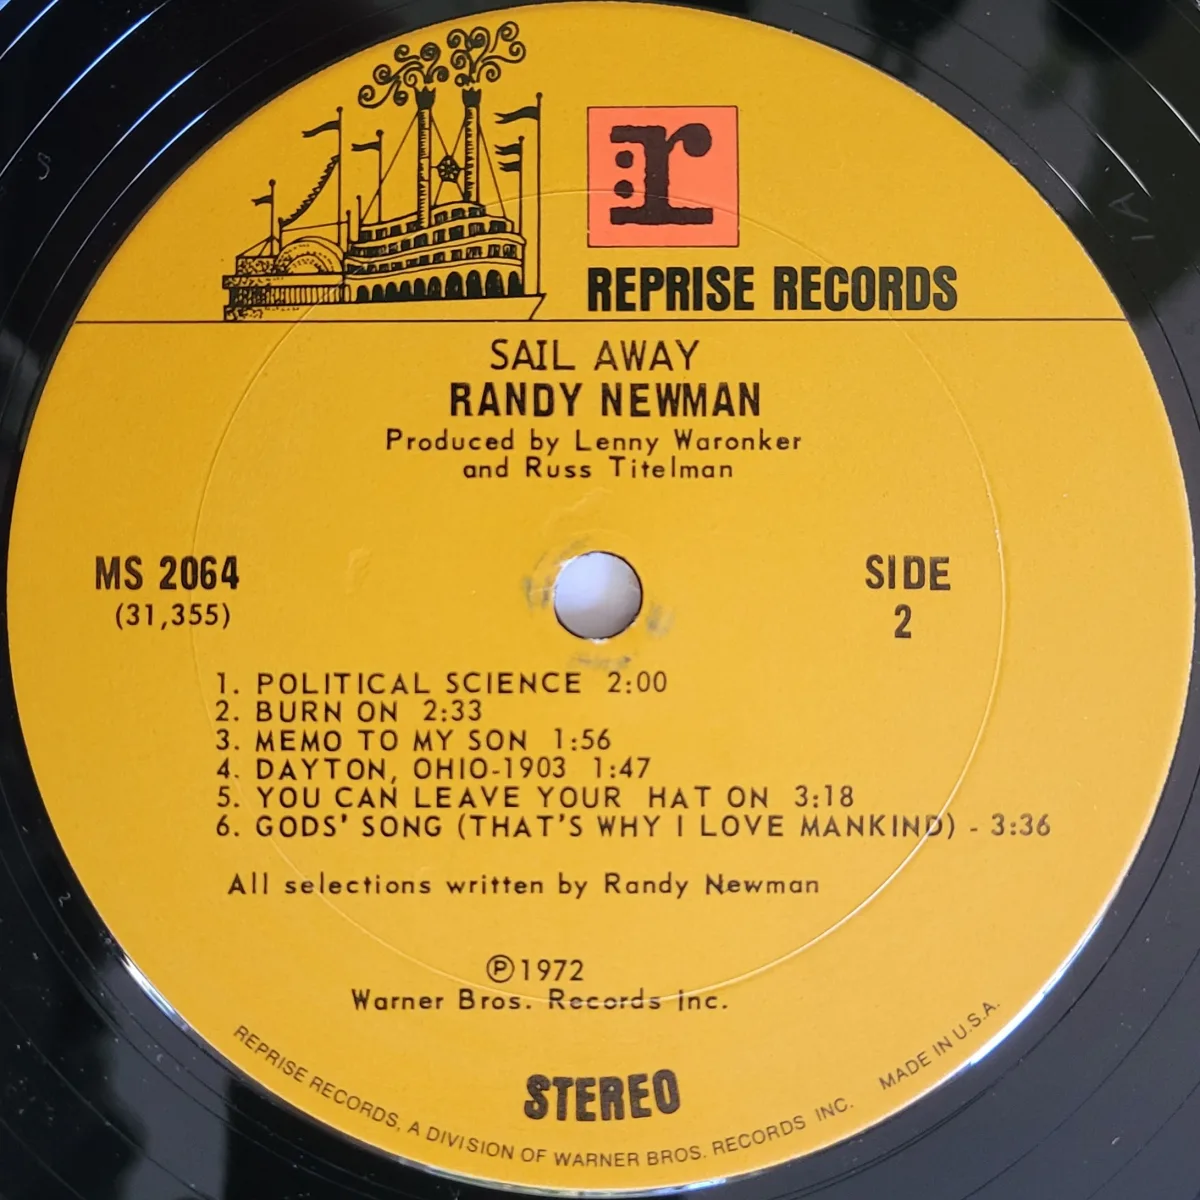 r
REPRISE RECORDS
SAIL AWAY
RANDY NEWMAN
Produced by Lenny Waronker
and Russ Titelman
MS 2064
(31,355)
SIDE
2
1. POLITICAL SCIENCE 2:00
2. BURN ON 2:33
3. MEMO TO MY SON 1:56
4. DAYTON, OHIO-1903 1:47
5. YOU CAN LEAVE YOUR HAT ON 3:18
6. GODS' SONG (THAT'S WHY I LOVE MANKIND) - 3:36
All selections written by Randy Newman
Ⓟ1972
Warner Bros. Records Inc.
STEREO
REPRISE RECORDS, A DIVISION OF WARNER BROS. RECORDS INC. MADE IN U.S.A.